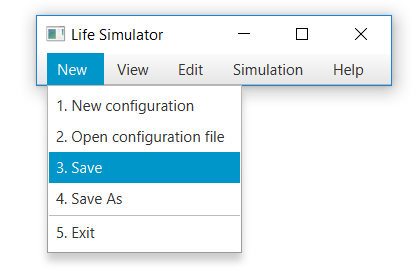 Life Simulator
New View Edit Simulation Help
1. New configuration
2. Open configuration file
3. Save
4. Save As
5. Exit